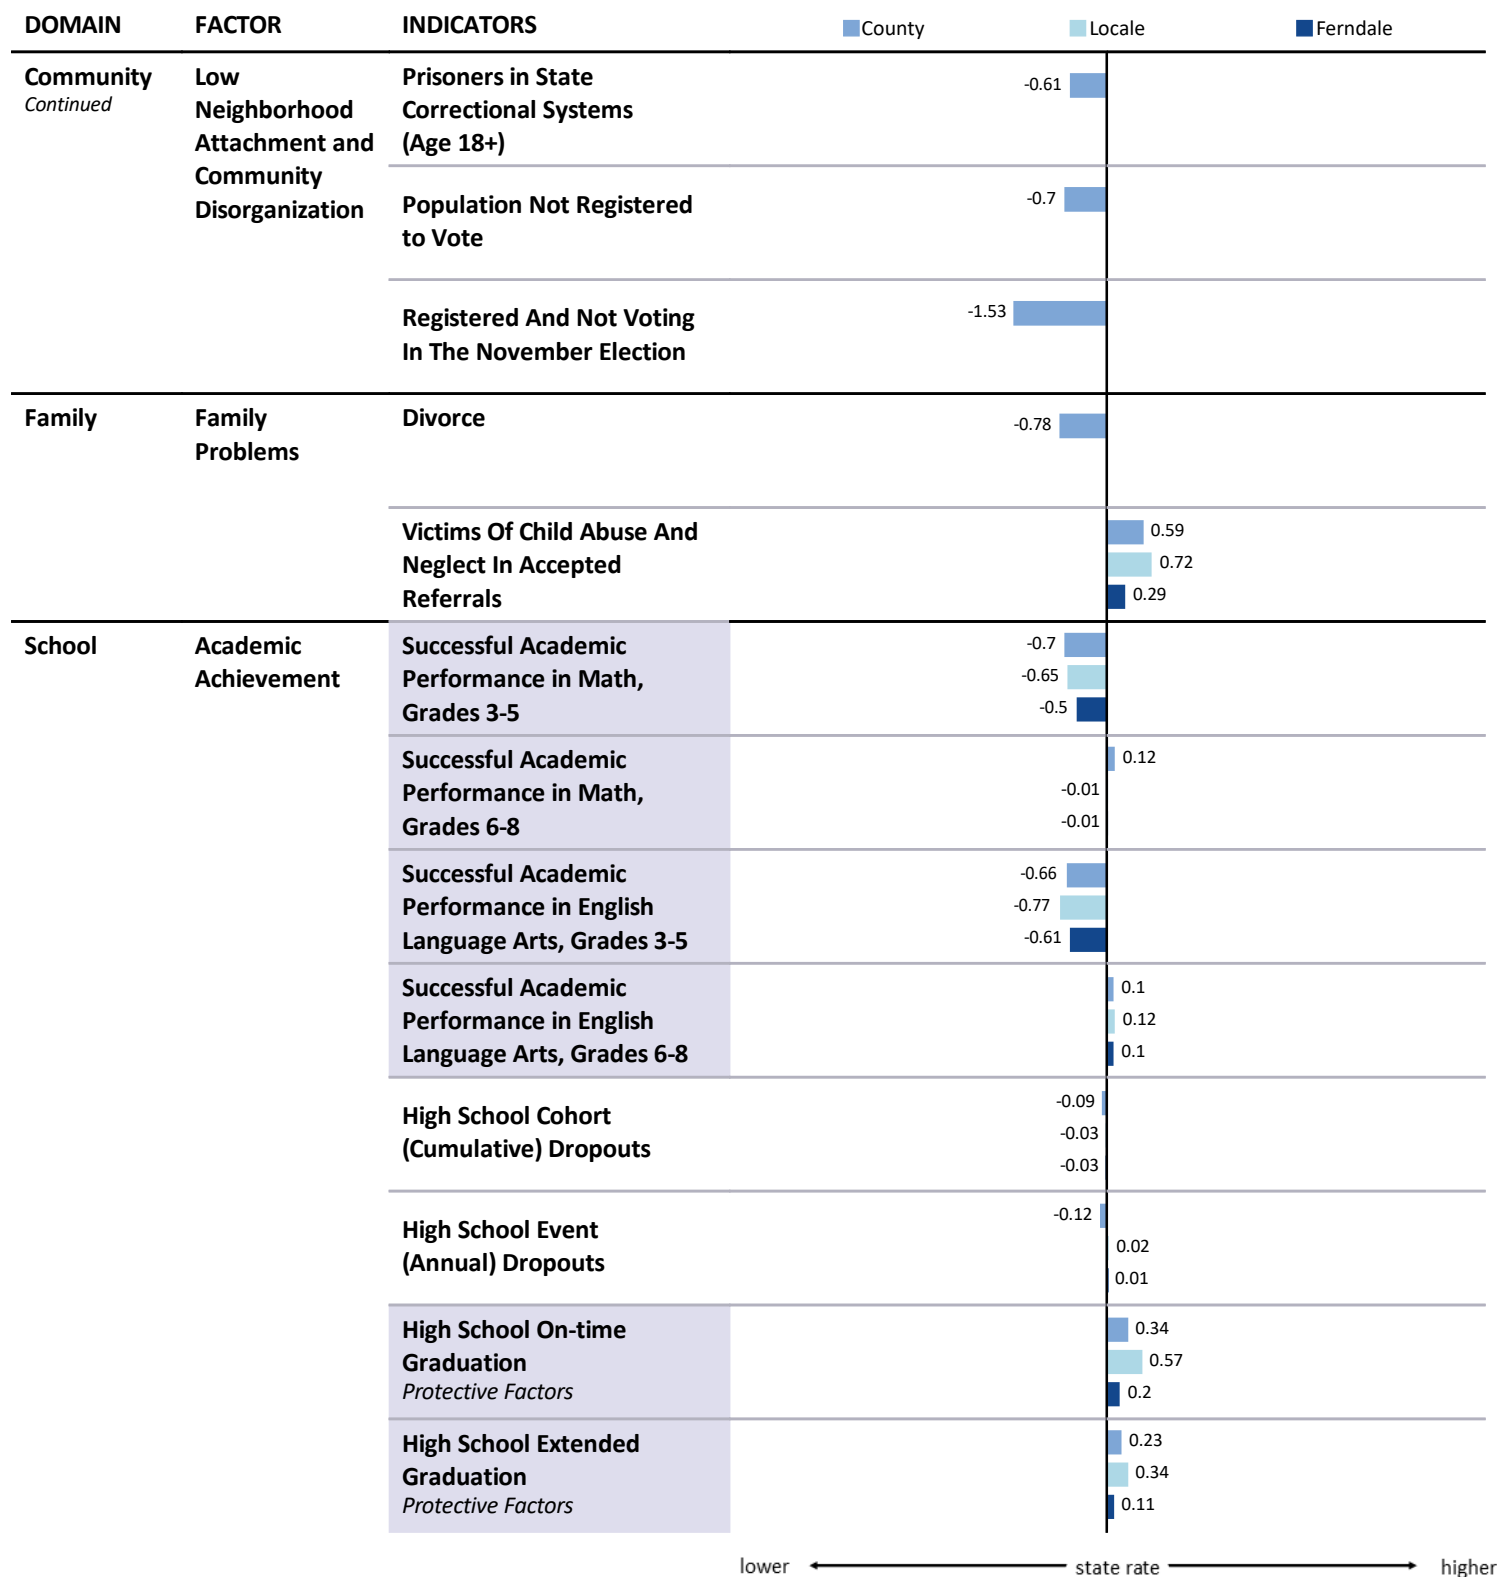 DOMAIN FACTOR INDICATORS County Locale Ferndale
Community
Continued
Low
Neighborhood
Attachment and
Community
Disorganization
Prisoners in State
Correctional Systems
(Age 18+)
-0.61
Population Not Registered
to Vote
-0.7
Registered And Not Voting
In The November Election
-1.53
Family
Family
Problems
Divorce
-0.78
Victims Of Child Abuse And
Neglect In Accepted
Referrals
0.59
0.72
0.29
School
Academic
Achievement
Successful Academic
Performance in Math,
Grades 3-5
-0.7
-0.65
-0.5
Successful Academic
Performance in Math,
Grades 6-8
0.12
-0.01
-0.01
Successful Academic
Performance in English
Language Arts, Grades 3-5
-0.66
-0.77
-0.61
Successful Academic
Performance in English
Language Arts, Grades 6-8
0.1
0.12
0.1
High School Cohort
(Cumulative) Dropouts
-0.09
-0.03
-0.03
High School Event
(Annual) Dropouts
-0.12
0.02
0.01
High School On-time
Graduation
Protective Factors
0.34
0.57
0.2
High School Extended
Graduation
Protective Factors
0.23
0.34
0.11
lower state rate higher